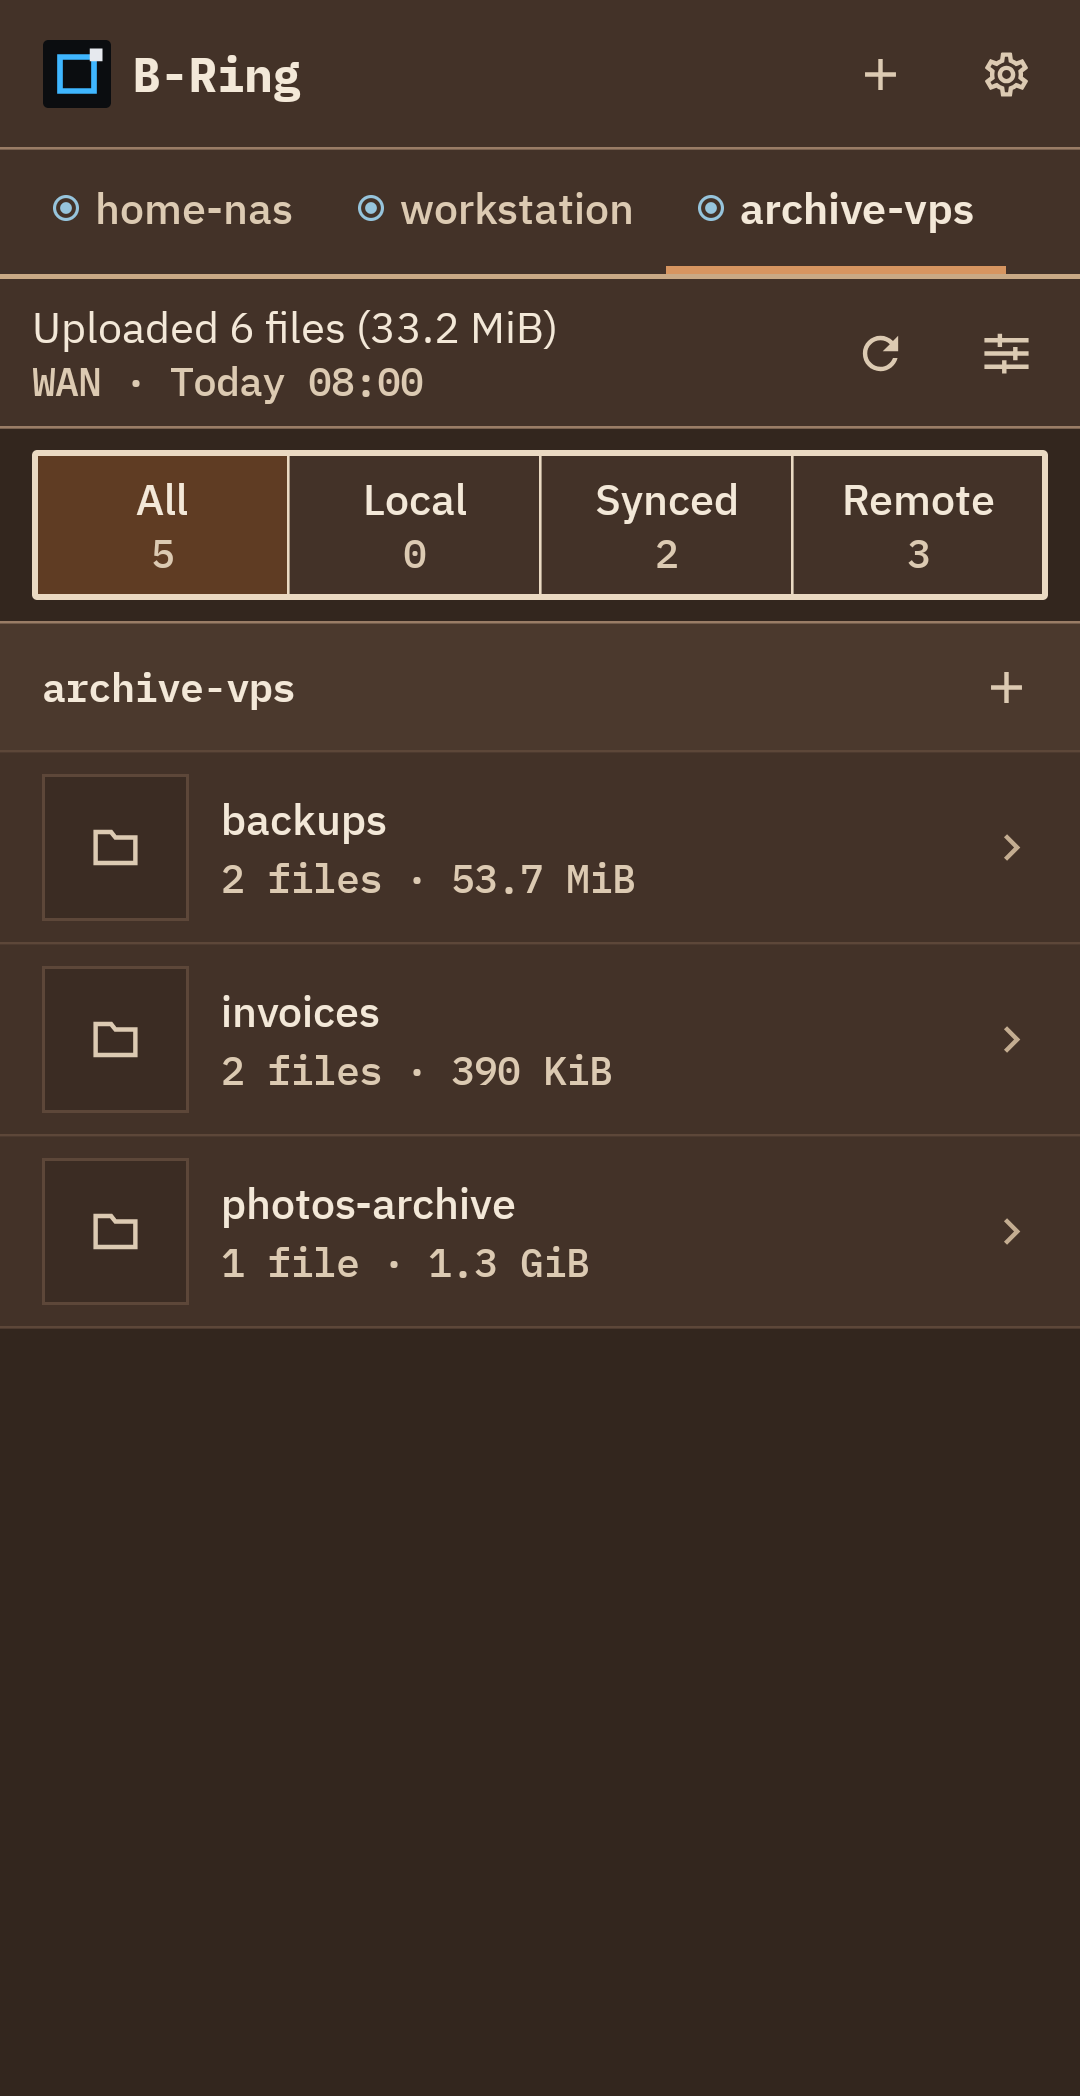 B-Ring
home-nas workstation archive-vps
Uploaded 6 files (33.2 MiB)
WAN · Today 08:00
All Local Synced Remote
5 0 2 3
archive-vps
backups
2 files · 53.7 MiB
invoices
2 files · 390 KiB
photos-archive
1 file · 1.3 GiB